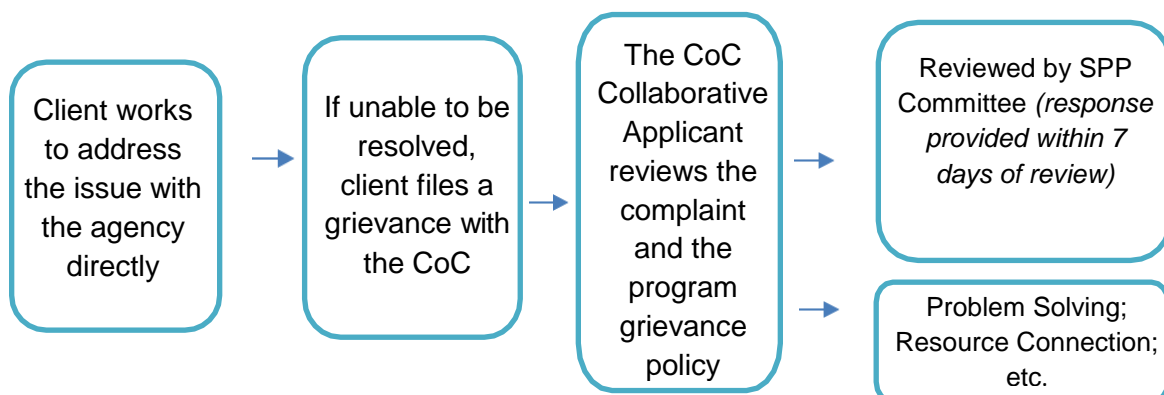 Client works
to address
the issue with
the agency
directly
If unable to be
resolved,
client files a
grievance with
the CoC
The CoC
Collaborative
Applicant
reviews the
complaint
and the
program
grievance
policy
Reviewed by SPP
Committee (response
provided within 7
days of review)
Problem Solving;
Resource Connection;
etc.